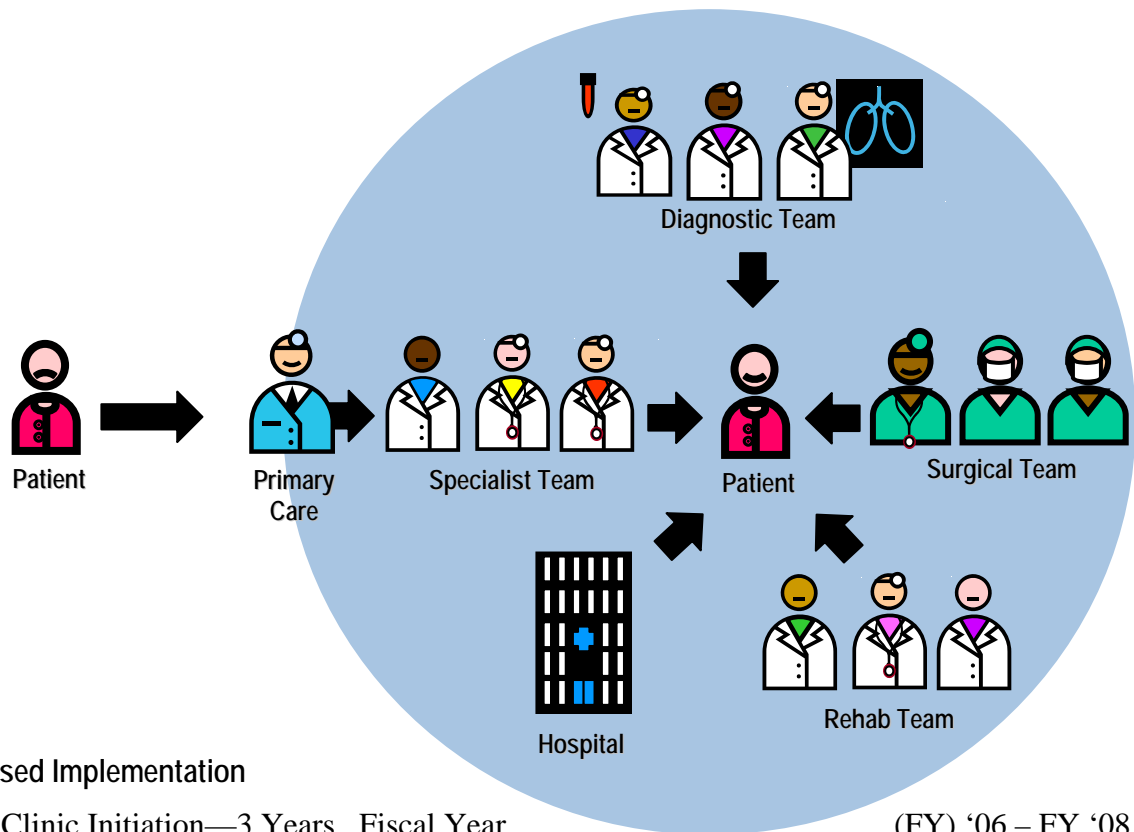 Diagnostic Team
Patient
Primary
Care
Specialist Team
Patient
Surgical Team
Hospital
Rehab Team
sed Implementation
Clinic Initiation—3 Years Fiscal Year (FY) ‘06 – FY ‘08